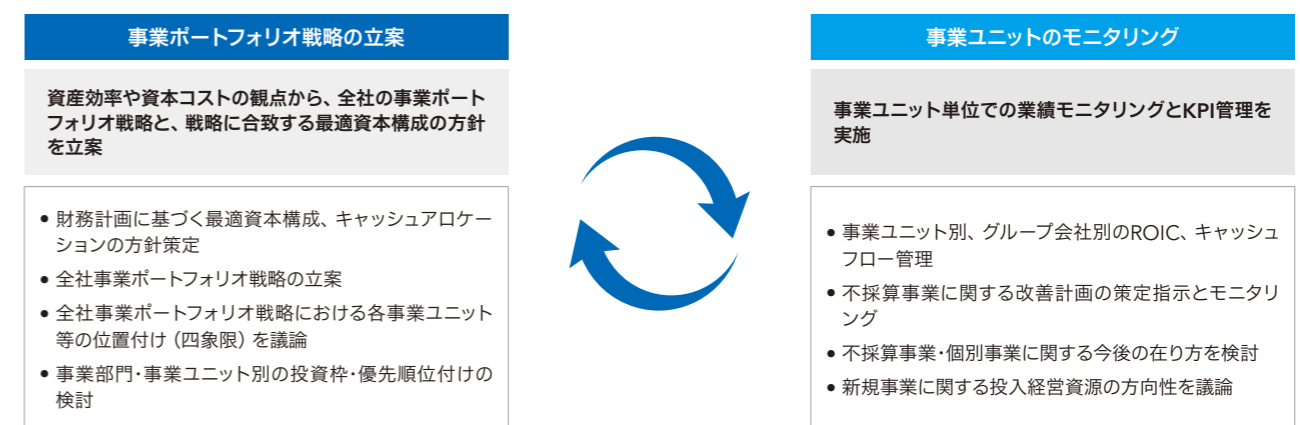 事業ポートフォリオ戦略の立案
資産効率や資本コストの観点から、全社の事業ポート
フォリオ戦略と、戦略に合致する最適資本構成の方針
を立案
• 財務計画に基づく最適資本構成、キャッシュアロケー
ションの方針策定
• 全社事業ポートフォリオ戦略の立案
• 全社事業ポートフォリオ戦略における各事業ユニット
等の位置付け（四象限）を議論
• 事業部門・事業ユニット別の投資枠・優先順位付けの
検討
事業ユニットのモニタリング
事業ユニット単位での業績モニタリングとKPI管理を
実施
• 事業ユニット別、グループ会社別のROIC、キャッシュ
フロー管理
• 不採算事業に関する改善計画の策定指示とモニタリ
ング
• 不採算事業・個別事業に関する今後の在り方を検討
• 新規事業に関する投入経営資源の方向性を議論